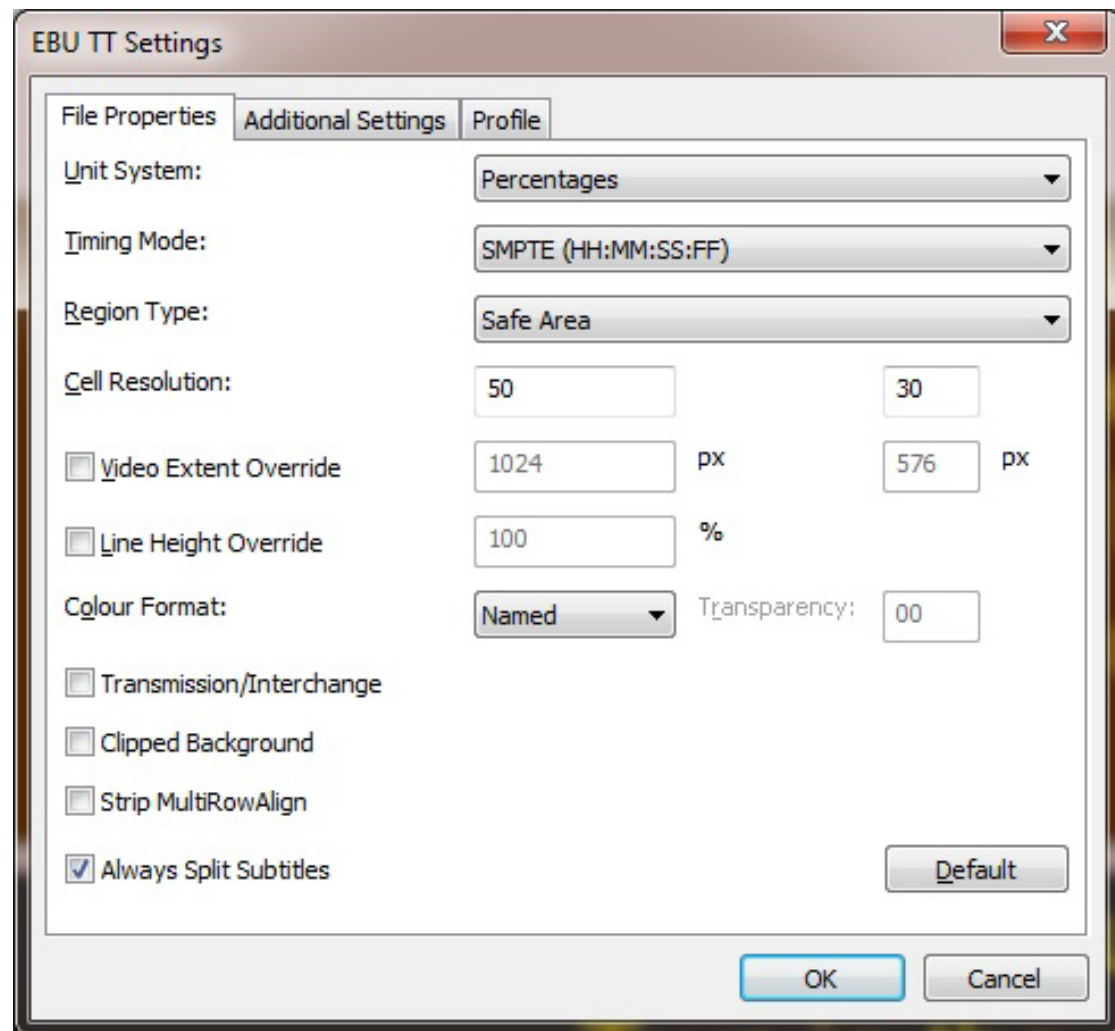 EBU TT Settings
File Properties Additional Settings Profile
Unit System: Percentages
Timing Mode: SMPTE (HH:MM:SS:FF)
Region Type: Safe Area
Cell Resolution: 50 30
Video Extent Override 1024 px 576 px
Line Height Override 100 %
Colour Format: Named Transparency: 00
Transmission/Interchange
Clipped Background
Strip MultiRowAlign
Always Split Subtitles Default
OK Cancel